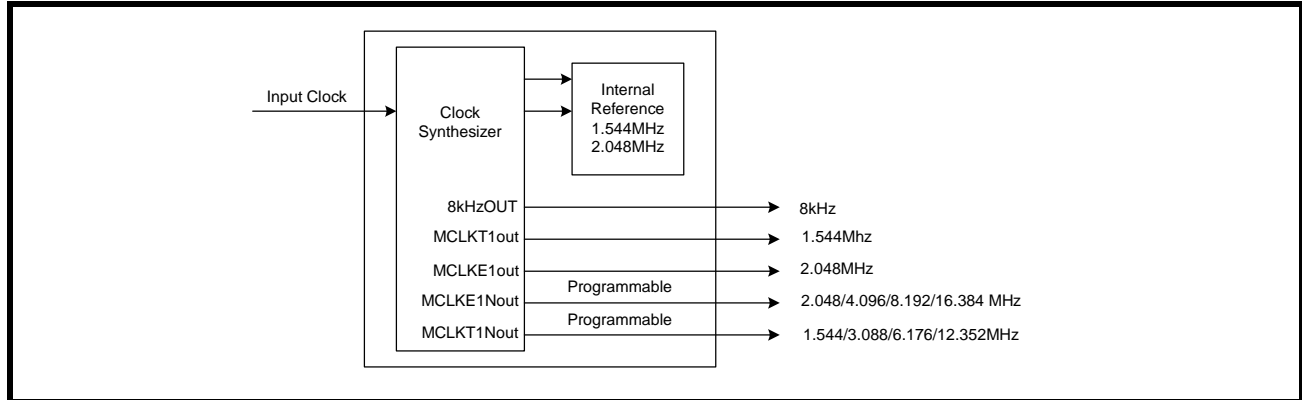 Input Clock
Clock
Synthesizer
Internal
Reference
1.544MHz
2.048MHz
8kHzOUT
8kHz
MCLKT1out
1.544Mhz
MCLKE1out
2.048MHz
Programmable
MCLKE1Nout
2.048/4.096/8.192/16.384 MHz
Programmable
MCLKT1Nout
1.544/3.088/6.176/12.352MHz